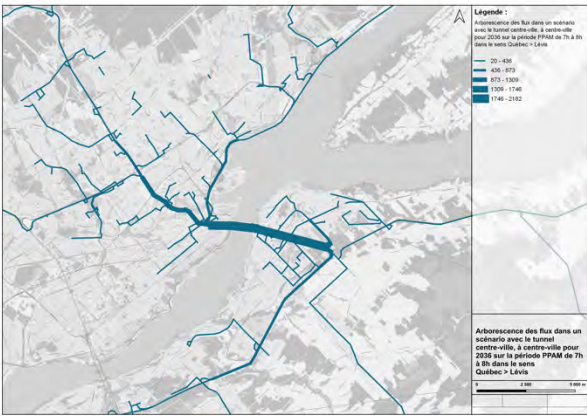 Légende :
Arborescence des flux dans un scénario
avec le tunnel centre-ville, à centre-ville
pour 2036 sur la période PPAM de 7h à 8h
dans le sens Québec > Lévis
20 - 436
436 - 873
873 - 1309
1309 - 1746
1746 - 2182
Arborescence des flux dans un
scénario avec le tunnel
centre-ville, à centre-ville pour
2036 sur la période PPAM de 7h
à 8h dans le sens
Québec > Lévis
0 2 500 5 000 m